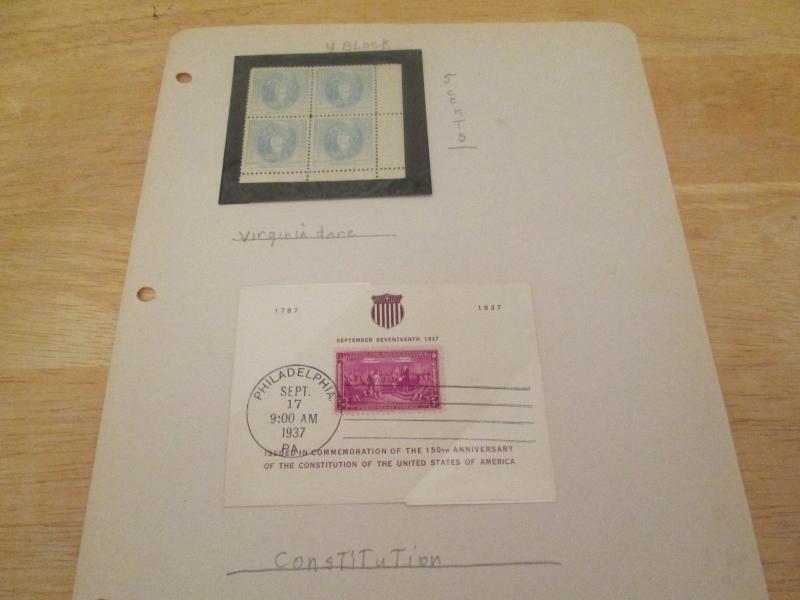 4 BLOCK
5 cents
Virginia dare
1787
1937
SEPTEMBER SEVENTEENTH 1937
PHILADELPHIA,
SEPT.
17
9:00 AM
1937
PA.
ISSUED IN COMMEMORATION OF THE 150TH ANNIVERSARY
OF THE CONSTITUTION OF THE UNITED STATES OF AMERICA
Constitution